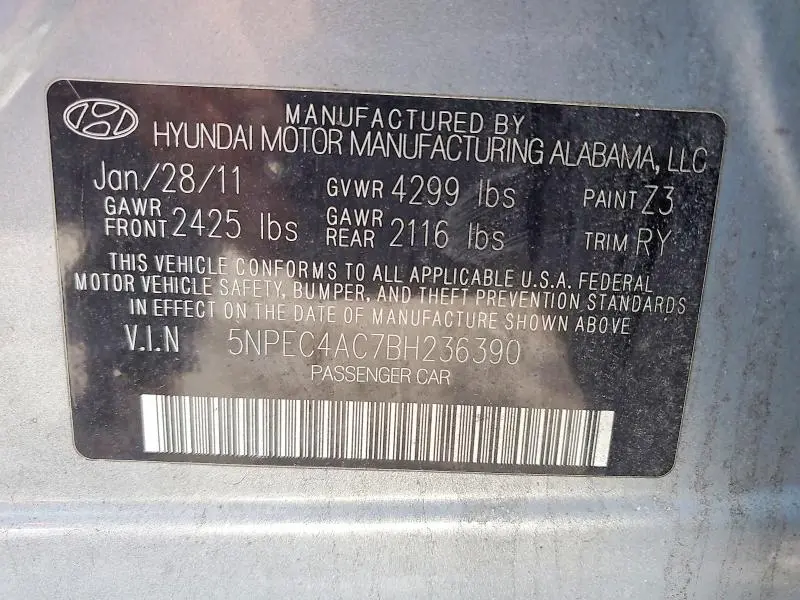 MANUFACTURED BY
HYUNDAI MOTOR MANUFACTURING ALABAMA, LLC
Jan/28/11 GVWR 4299 lbs PAINT Z3
GAWR FRONT 2425 lbs GAWR REAR 2116 lbs TRIM RY
THIS VEHICLE CONFORMS TO ALL APPLICABLE U.S.A. FEDERAL
MOTOR VEHICLE SAFETY, BUMPER, AND THEFT PREVENTION STANDARDS
IN EFFECT ON THE DATE OF MANUFACTURE SHOWN ABOVE
V.I.N 5NPEC4AC7BH236390
PASSENGER CAR